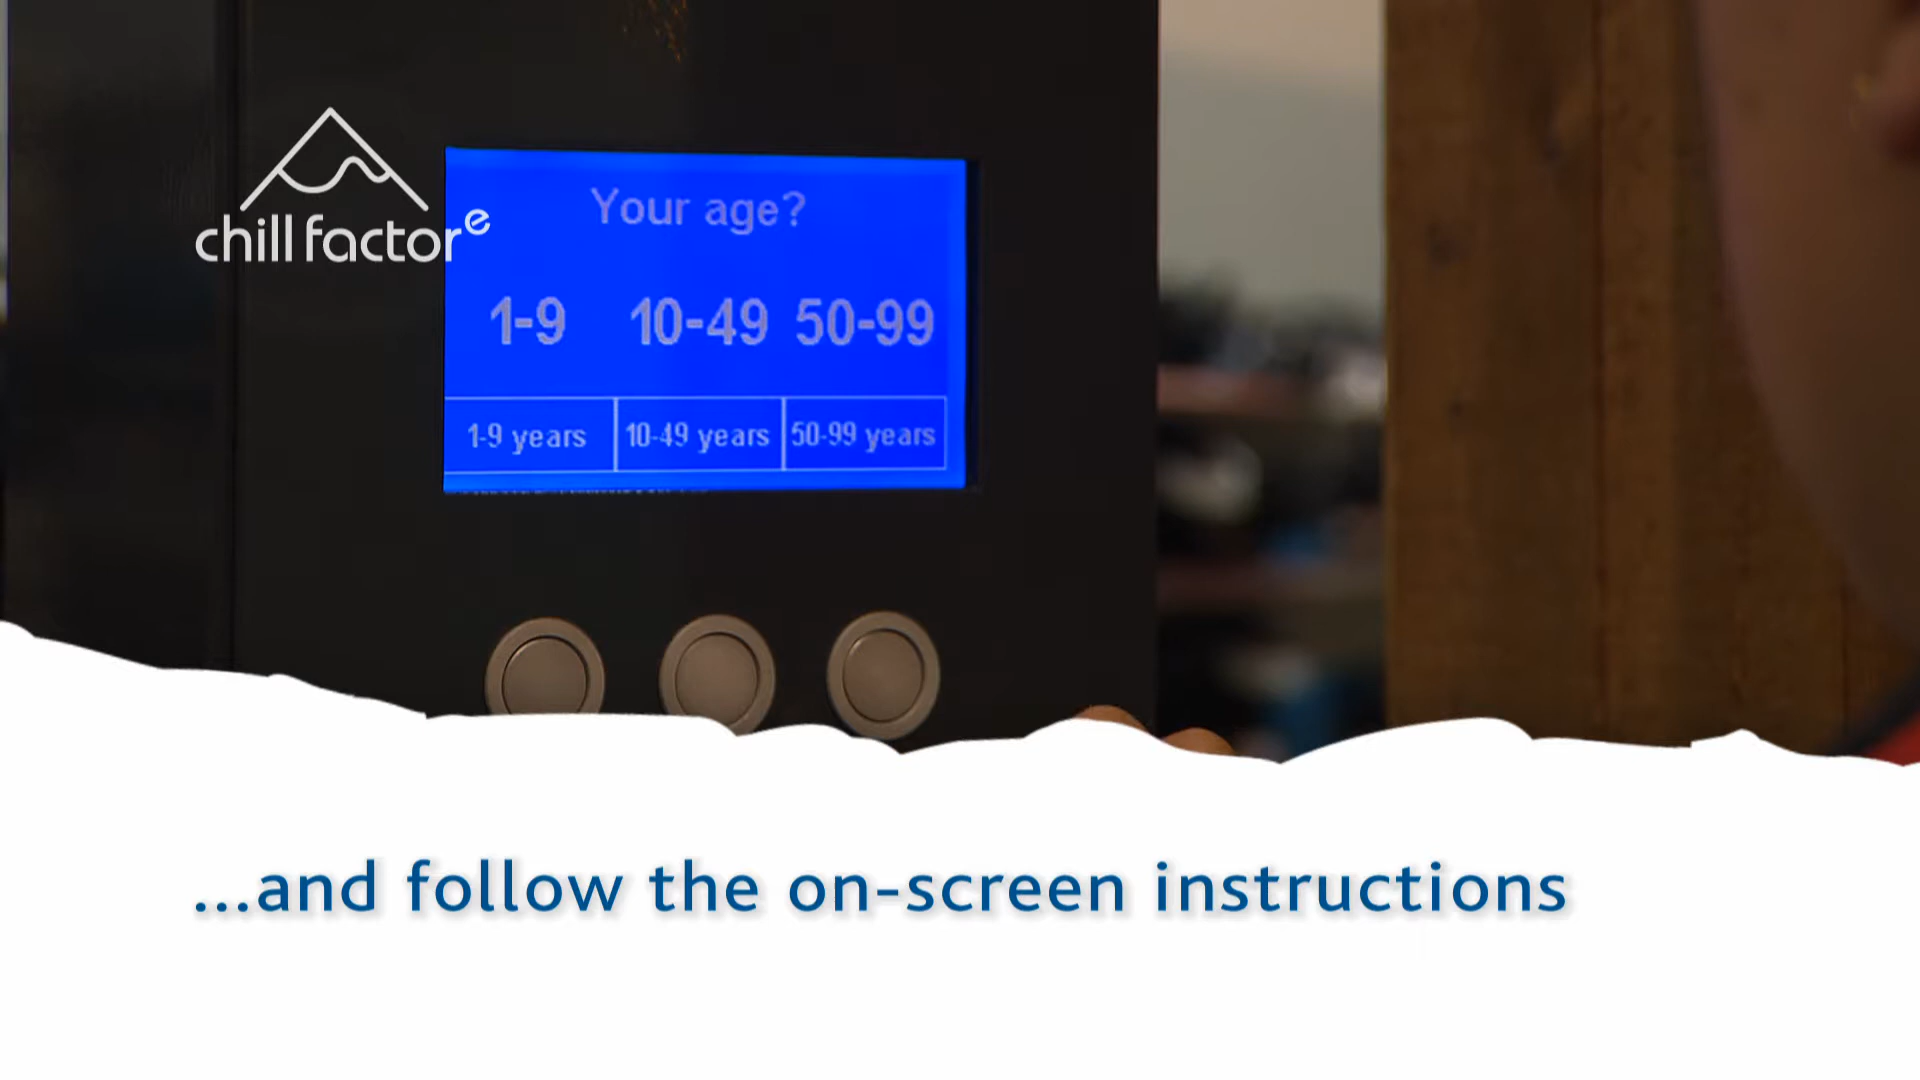 chill factore
Your age?
1-9 10-49 50-99
1-9 years 10-49 years 50-99 years
...and follow the on-screen instructions